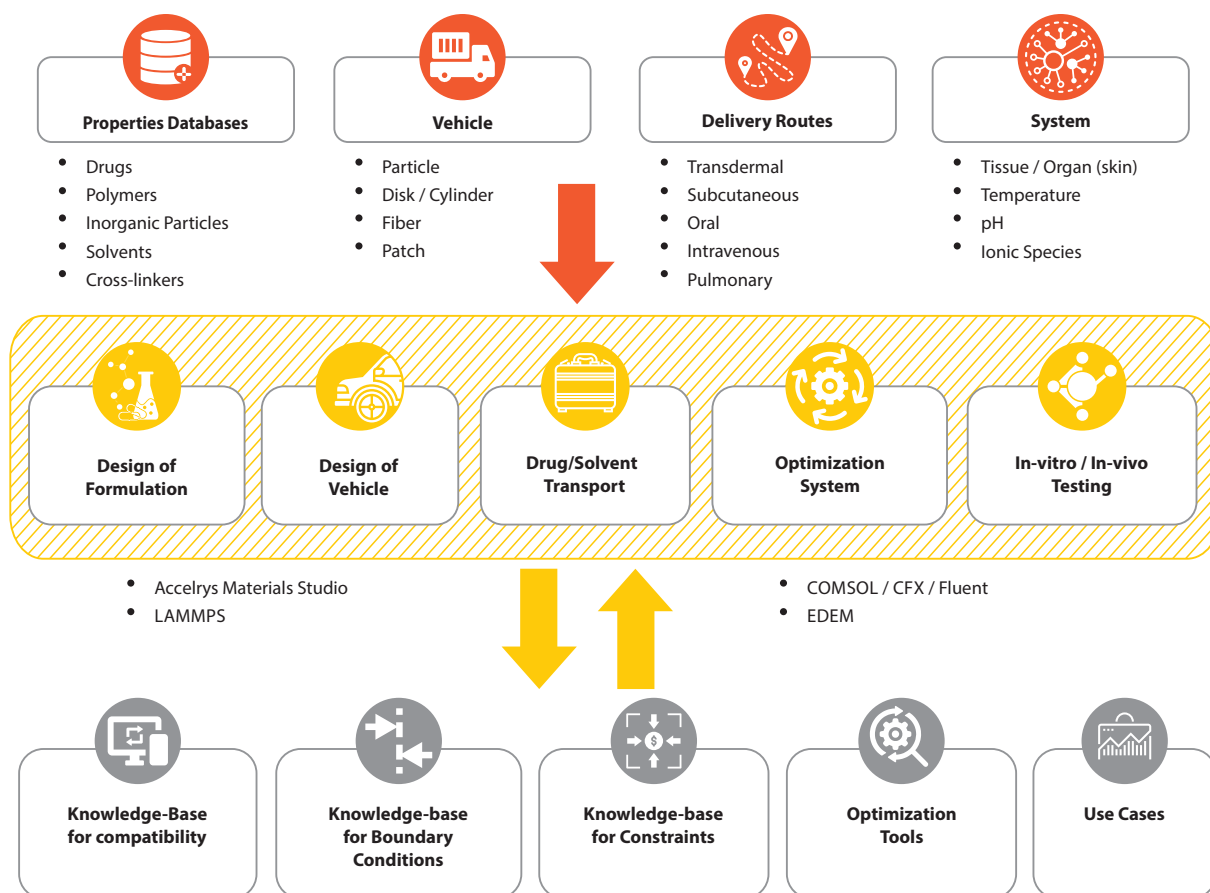 Properties Databases
Drugs
Polymers
Inorganic Particles
Solvents
Cross-linkers
Vehicle
Particle
Disk / Cylinder
Fiber
Patch
Delivery Routes
Transdermal
Subcutaneous
Oral
Intravenous
Pulmonary
System
Tissue / Organ (skin)
Temperature
pH
Ionic Species
Design of
Formulation
Design of
Vehicle
Drug/Solvent
Transport
Optimization
System
In-vitro / In-vivo
Testing
Accelrys Materials Studio
LAMMPS
COMSOL / CFX / Fluent
EDEM
Knowledge-Base
for compatibility
Knowledge-base
for Boundary
Conditions
$
Knowledge-base
for Constraints
Optimization
Tools
Use Cases